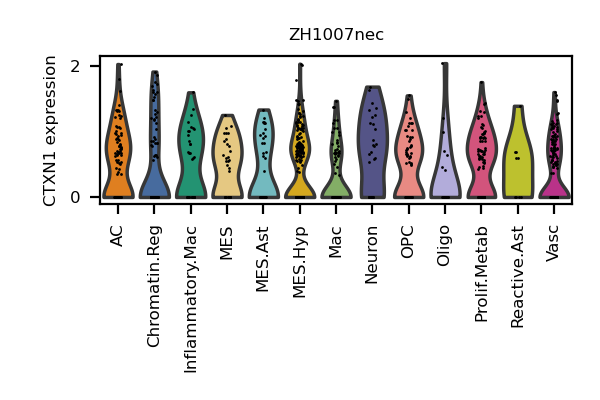 ZH1007nec
CTXN1 expression
2
0
AC
Chromatin.Reg
Inflammatory.Mac
MES
MES.Ast
MES.Hyp
Mac
Neuron
OPC
Oligo
Prolif.Metab
Reactive.Ast
Vasc